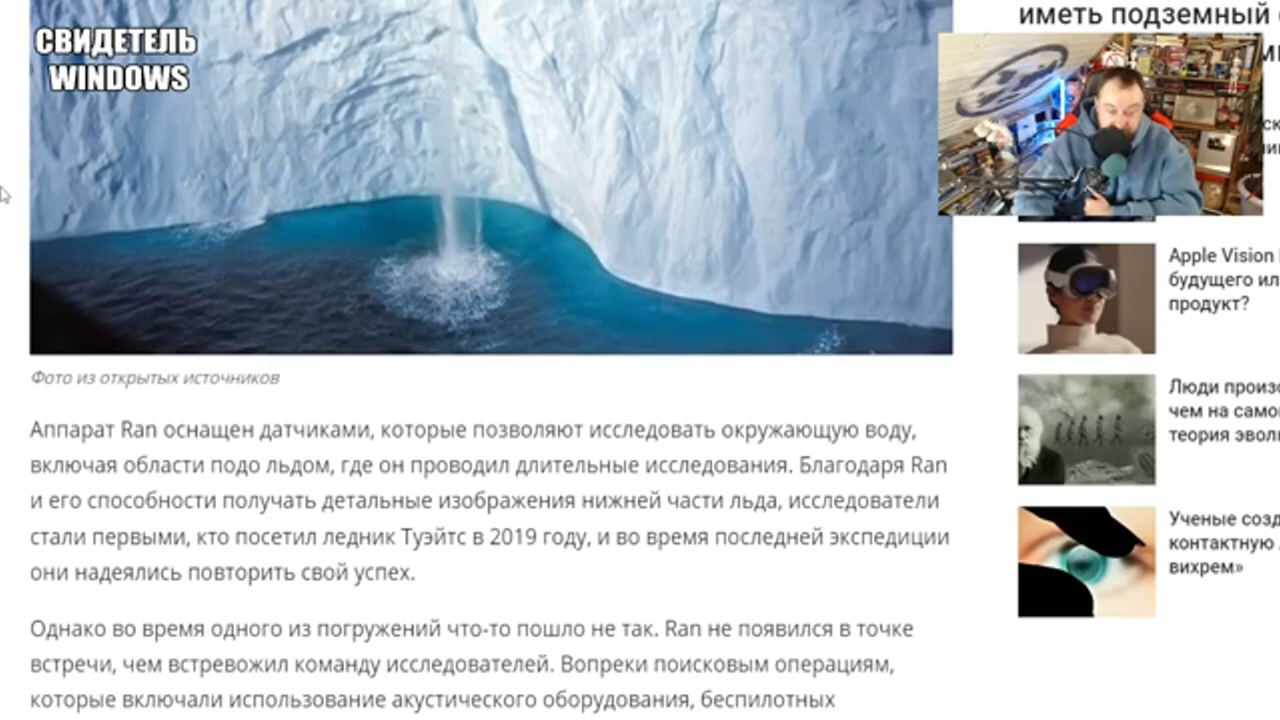 СВИДЕТЕЛЬ
WINDOWS
Фото из открытых источников
Аппарат Ran оснащен датчиками, которые позволяют исследовать окружающую воду,
включая области подо льдом, где он проводил длительные исследования. Благодаря Ran
и его способности получать детальные изображения нижней части льда, исследователи
стали первыми, кто посетил ледник Туэйтс в 2019 году, и во время последней экспедиции
они надеялись повторить свой успех.
Однако во время одного из погружений что-то пошло не так. Ran не появился в точке
встречи, чем встревожил команду исследователей. Вопреки поисковым операциям,
которые включали использование акустического оборудования, беспилотных
иметь подземный
Apple Vision
будущего ил
продукт?
Люди произо
чем на само
теория эвол
Ученые созд
контактную
вихрем»